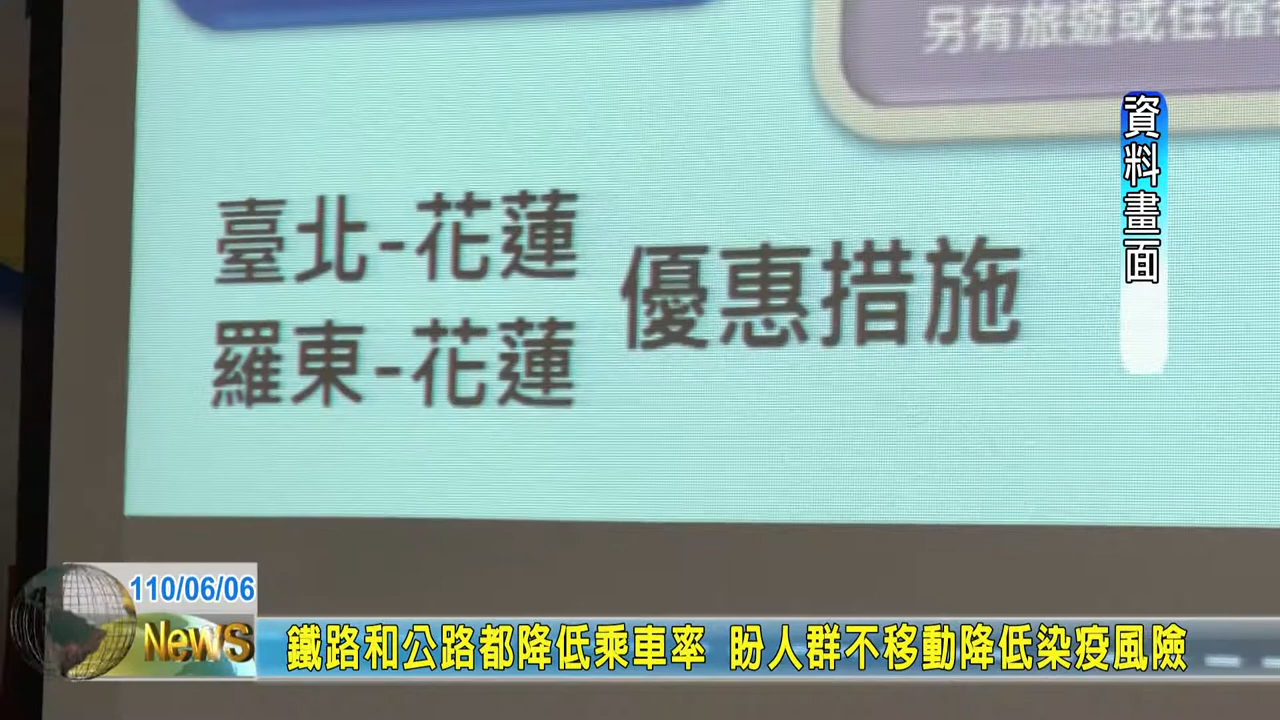 另有旅遊或住宿
資料畫面
臺北-花蓮
羅東-花蓮
優惠措施
110/06/06
News
鐵路和公路都降低乘車率 盼人群不移動降低染疫風險